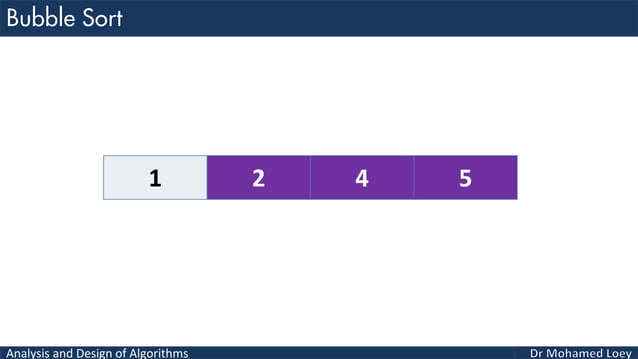 Bubble Sort
1 2 4 5
Analysis and Design of Algorithms Dr Mohamed Loey